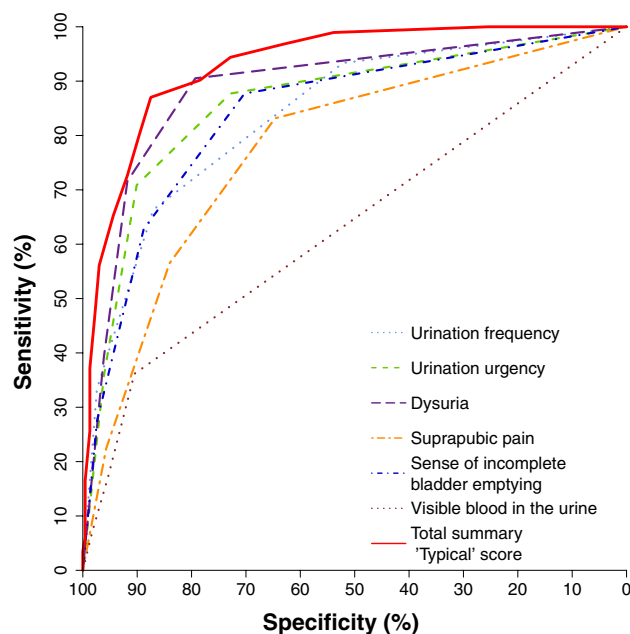 Sensitivity (%)
100
90
80
70
60
50
40
30
20
10
0
Urination frequency
Urination urgency
Dysuria
Suprapubic pain
Sense of incomplete
bladder emptying
Visible blood in the urine
Total summary
'Typical' score
100 90 80 70 60 50 40 30 20 10 0
Specificity (%)